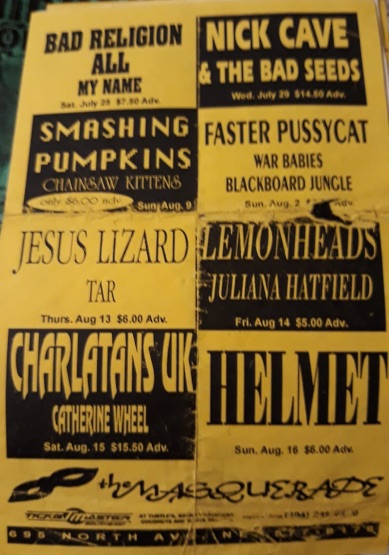 BAD RELIGION
ALL
MY NAME
Sat. July 25 $7.50 Adv.
NICK CAVE
& THE BAD SEEDS
Wed. July 29 $14.50 Adv.
SMASHING
PUMPKINS
CHAINSAW KITTENS
only $6.00 adv. Sun. Aug. 9
FASTER PUSSYCAT
WAR BABIES
BLACKBOARD JUNGLE
Sun. Aug. 2 Adv.
JESUS LIZARD
TAR
Thurs. Aug 13 $6.00 Adv.
LEMONHEADS
JULIANA HATFIELD
Fri. Aug 14 $5.00 Adv.
CHARLATANS UK
CATHERINE WHEEL
Sat. Aug. 15 $15.50 Adv.
HELMET
Sun. Aug. 16 $6.00 Adv.
the MASQUERADE
TICKETMASTER
695 NORTH AVE. NE